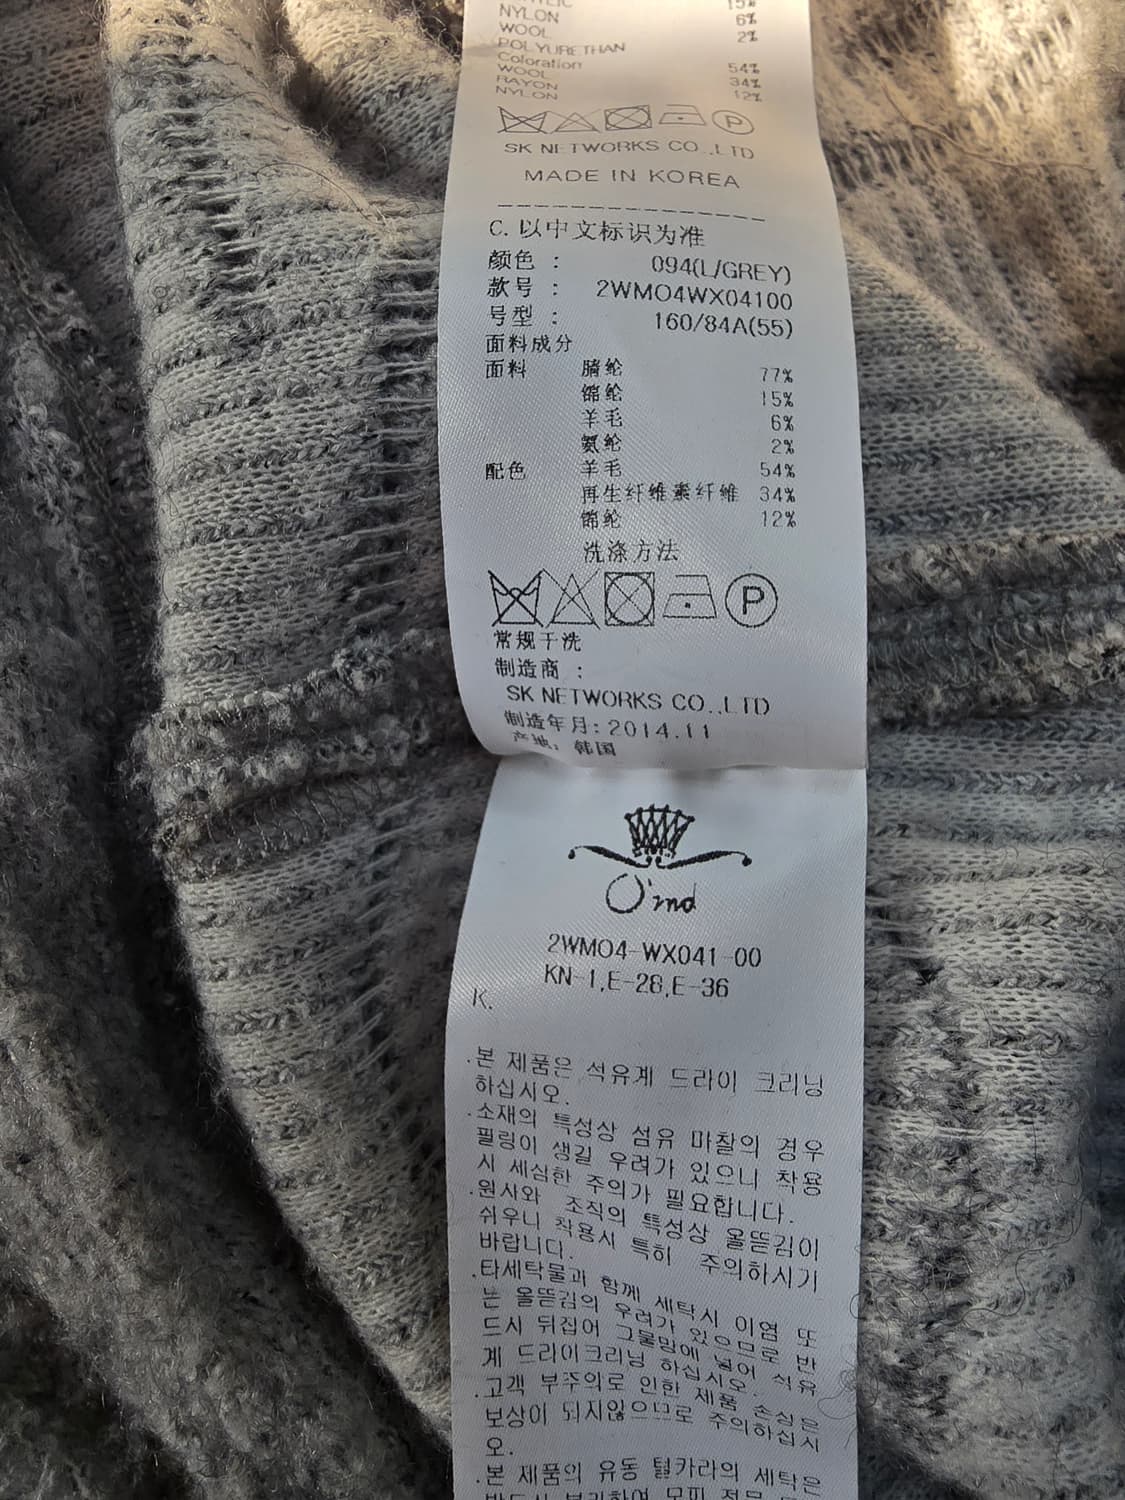 15%
NYLON 6%
WOOL 2%
POLYURETHAN
Coloration
WOOL 54%
RAYON 34%
NYLON 12%
P
SK NETWORKS CO.,LTD
MADE IN KOREA
C. 以中文标识为准
颜色 : 094(L/GREY)
款号 : 2WMO4WX04100
号型 : 160/84A(55)
面料成分
面料 腈纶 77%
锦纶 15%
羊毛 6%
氨纶 2%
配色 羊毛 54%
再生纤维素纤维 34%
锦纶 12%
洗涤方法
P
常规干洗
制造商 :
SK NETWORKS CO.,LTD
制造年月: 2014.11
产地: 韩国
O'2nd
2WMO4-WX041-00
KN-1,E-28,E-36
K.
.본 제품은 석유계 드라이 크리닝
하십시오.
.소재의 특성상 섬유 마찰의 경우
필링이 생길 우려가 있으니 착용
시 세심한 주의가 필요합니다.
.원사와 조직의 특성상 올뜯김이
쉬우니 착용시 특히 주의하시기
바랍니다.
.타세탁물과 함께 세탁시 이염 또
는 올뜯김의 우려가 있으므로 반
드시 뒤집어 그물망에 넣어 석유
계 드라이크리닝 하십시오.
.고객 부주의로 인한 제품 손상은
보상이 되지않으므로 주의하십시
오.
.본 제품의 유동 털카라의 세탁은
반드시 분리하여 모피 전문